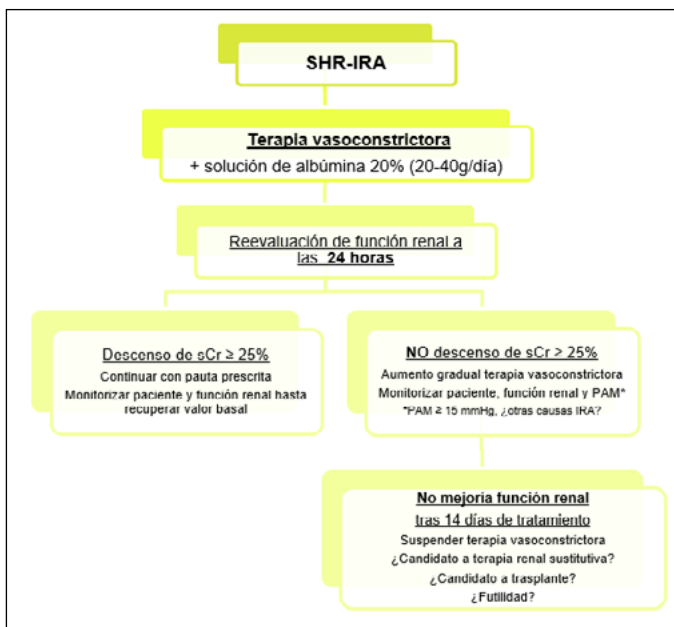 SHR-IRA
Terapia vasoconstrictora
+ solución de albúmina 20% (20-40g/día)
Reevaluación de función renal a
las 24 horas
Descenso de sCr ≥ 25%
Continuar con pauta prescrita
Monitorizar paciente y función renal hasta
recuperar valor basal
NO descenso de sCr ≥ 25%
Aumento gradual terapia vasoconstrictora
Monitorizar paciente, función renal y PAM*
*PAM ≥ 15 mmHg, ¿otras causas IRA?
No mejoría función renal
tras 14 días de tratamiento
Suspender terapia vasoconstrictora
¿Candidato a terapia renal sustitutiva?
¿Candidato a trasplante?
¿Futilidad?